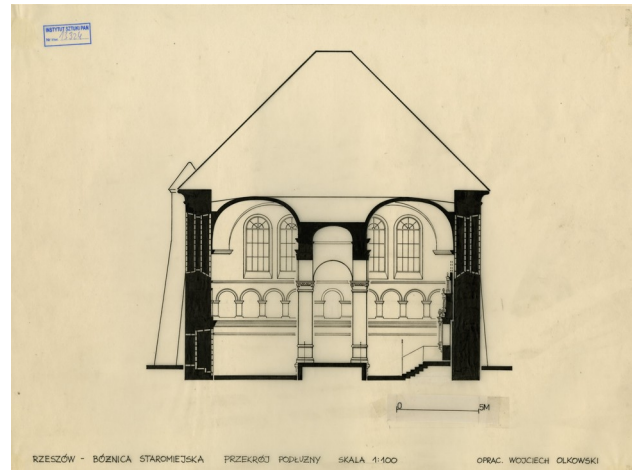 INSTYTUT SZTUKI PAN
0 5M
RZESZÓW - BÓŻNICA STAROMIEJSKA PRZEKRÓJ PODŁUŻNY SKALA 1:100 OPRAC. WOJCIECH OLKOWSKI